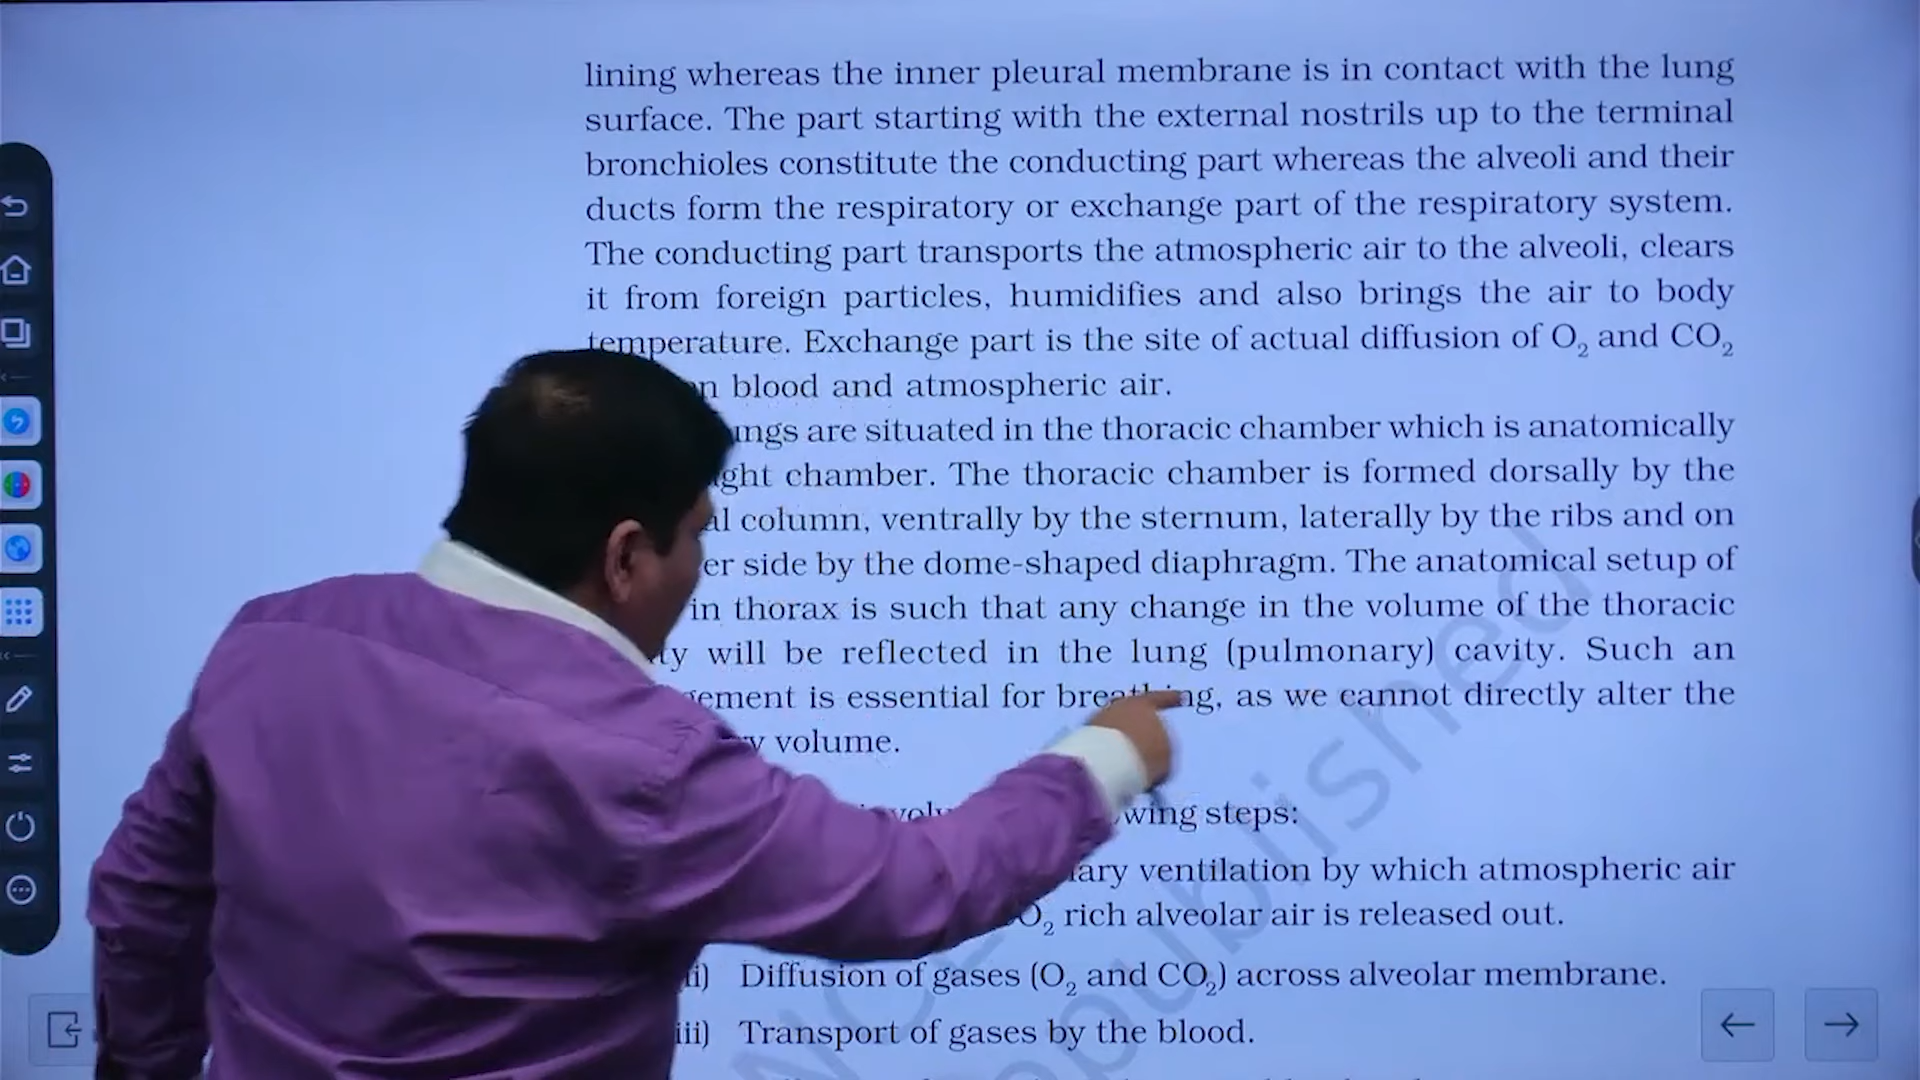 lining whereas the inner pleural membrane is in contact with the lung
surface. The part starting with the external nostrils up to the terminal
bronchioles constitute the conducting part whereas the alveoli and their
ducts form the respiratory or exchange part of the respiratory system.
The conducting part transports the atmospheric air to the alveoli, clears
it from foreign particles, humidifies and also brings the air to body
temperature. Exchange part is the site of actual diffusion of O₂ and CO₂
blood and atmospheric air.
are situated in the thoracic chamber which is anatomically
chamber. The thoracic chamber is formed dorsally by the
column, ventrally by the sternum, laterally by the ribs and on
side by the dome-shaped diaphragm. The anatomical setup of
in thorax is such that any change in the volume of the thoracic
will be reflected in the lung (pulmonary) cavity. Such an
is essential for breathing, as we cannot directly alter the
volume.
steps:
ventilation by which atmospheric air
O₂ rich alveolar air is released out.
Diffusion of gases (O₂ and CO₂) across alveolar membrane.
iii) Transport of gases by the blood.
republished